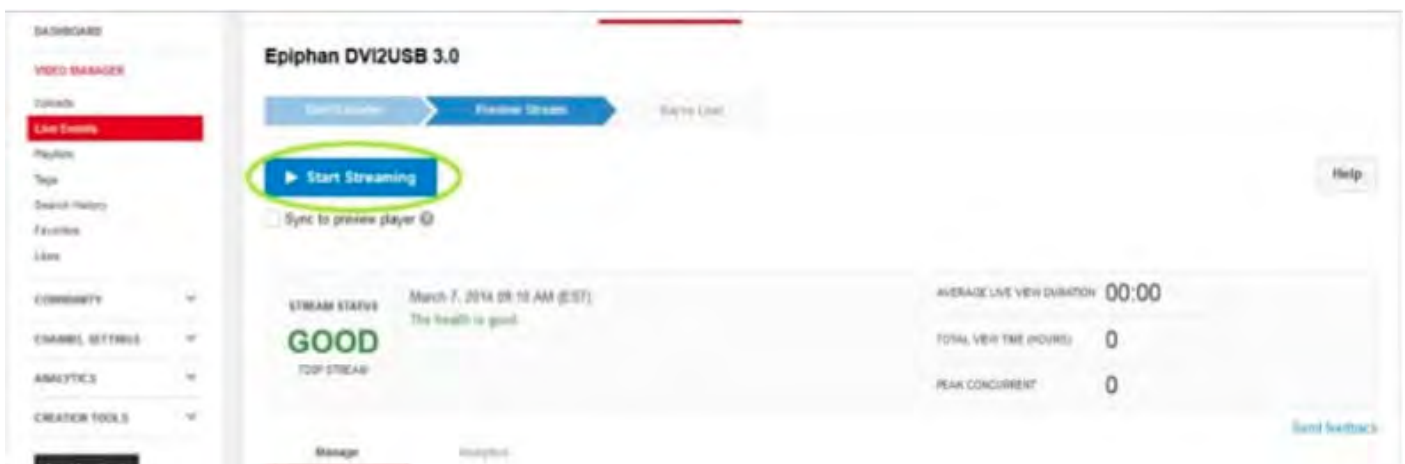 DASHBOARD
VIDEO MANAGER
Uploads
Live Events
Playlists
Tags
Search History
Favorites
Likes
COMMUNITY
CHANNEL SETTINGS
ANALYTICS
CREATION TOOLS
Epiphan DVI2USB 3.0
Preview Stream
You're Live!
Start Streaming
Help
Sync to preview player
STREAM STATUS
GOOD
720P STREAM
March 7, 2014 09:10 AM (EST)
The health is good.
AVERAGE LIVE VIEW DURATION 00:00
TOTAL VIEW TIME (HOURS) 0
PEAK CONCURRENT 0
Send feedback
Manage
Analytics